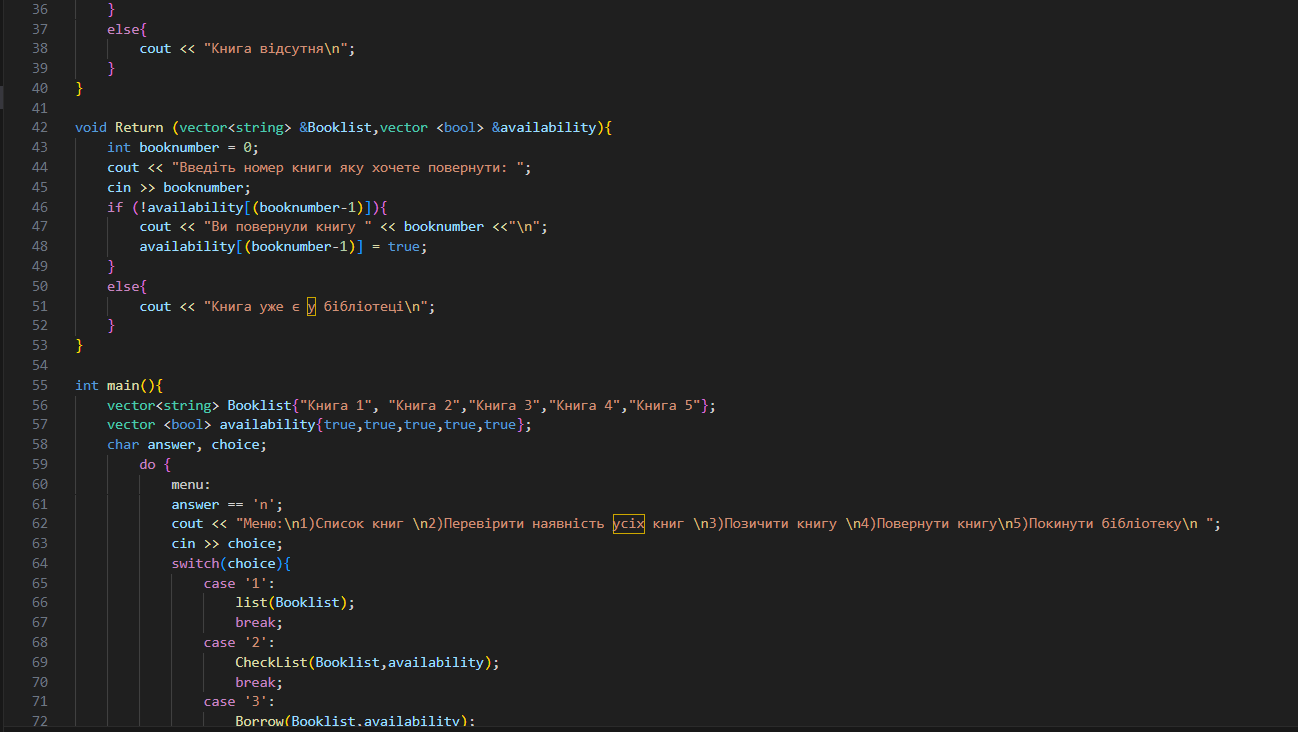 36 }
37 else{
38 cout << "Книга відсутня\n";
39 }
40 }
41
42 void Return (vector<string> &Booklist,vector <bool> &availability){
43 int booknumber = 0;
44 cout << "Введіть номер книги яку хочете повернути: ";
45 cin >> booknumber;
46 if (!availability[(booknumber-1)]){
47 cout << "Ви повернули книгу " << booknumber <<"\n";
48 availability[(booknumber-1)] = true;
49 }
50 else{
51 cout << "Книга уже є у бібліотеці\n";
52 }
53 }
54
55 int main(){
56 vector<string> Booklist{"Книга 1", "Книга 2","Книга 3","Книга 4","Книга 5"};
57 vector <bool> availability{true,true,true,true,true};
58 char answer, choice;
59 do {
60 menu:
61 answer == 'n';
62 cout << "Меню:\n1)Список книг \n2)Перевірити наявність усіх книг \n3)Позичити книгу \n4)Повернути книгу\n5)Покинути бібліотеку\n ";
63 cin >> choice;
64 switch(choice){
65 case '1':
66 list(Booklist);
67 break;
68 case '2':
69 CheckList(Booklist,availability);
70 break;
71 case '3':
72 Borrow(Booklist,availability);